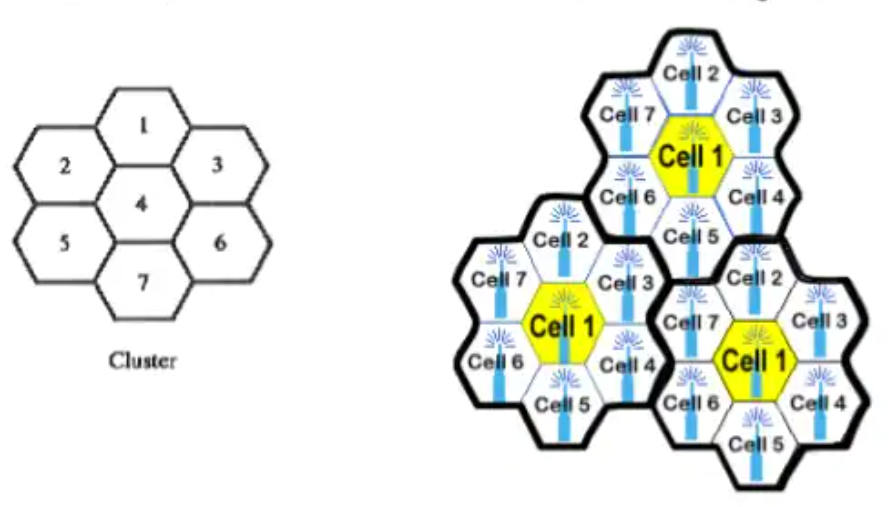 1
2
3
4
5
6
7
Cluster
Cell 2
Cell 7
Cell 3
Cell 1
Cell 6
Cell 4
Cell 5
Cell 2
Cell 7
Cell 3
Cell 1
Cell 6
Cell 4
Cell 5
Cell 2
Cell 7
Cell 3
Cell 1
Cell 6
Cell 4
Cell 5